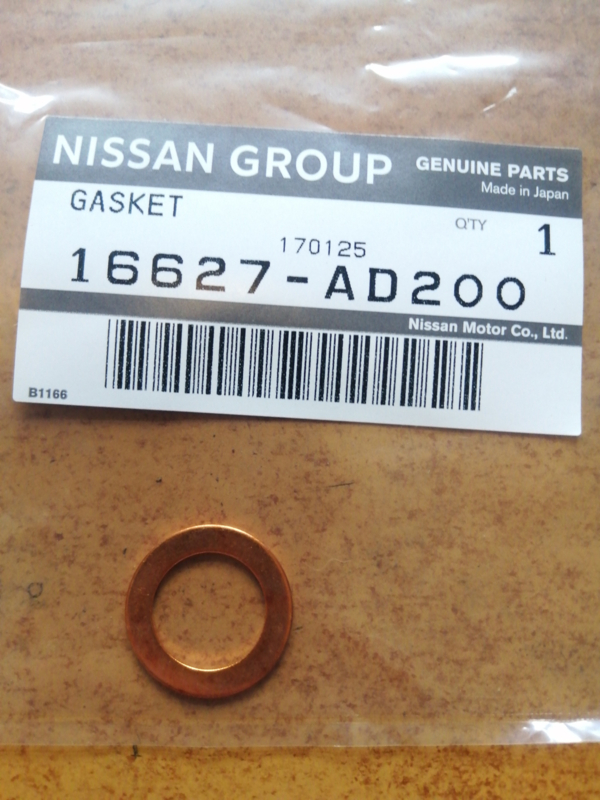 NISSAN GROUP GENUINE PARTS
Made in Japan
GASKET
Q'TY 1
170125
16627-AD200
Nissan Motor Co., Ltd.
B1166